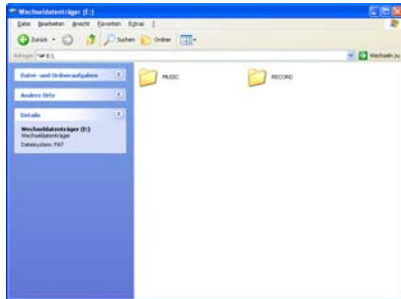 Wechseldatenträger (E:)
Datei Bearbeiten Ansicht Favoriten Extras ?
Zurück Suchen Ordner
Adresse E:\ Wechseln zu
Datei- und Ordneraufgaben
Andere Orte
Details
Wechseldatenträger (E:)
Wechseldatenträger
Dateisystem: FAT
MUSIC
RECORD